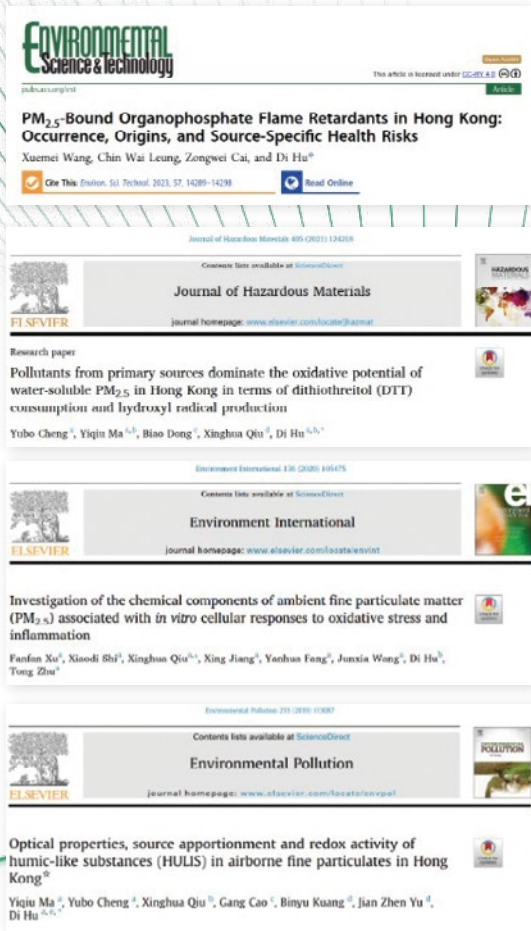 ENVIRONMENTAL
Science & Technology
pubs.acs.org/est
Open Access
This article is licensed under CC-BY 4.0
Article
PM2.5-Bound Organophosphate Flame Retardants in Hong Kong:
Occurrence, Origins, and Source-Specific Health Risks
Xuemei Wang, Chin Wai Leung, Zongwei Cai, and Di Hu*
Cite This: Environ. Sci. Technol. 2023, 57, 14289–14298
Read Online
Journal of Hazardous Materials 405 (2021) 124218
Contents lists available at ScienceDirect
Journal of Hazardous Materials
journal homepage: www.elsevier.com/locate/jhazmat
ELSEVIER
HAZARDOUS
MATERIALS
Research paper
Pollutants from primary sources dominate the oxidative potential of
water-soluble PM2.5 in Hong Kong in terms of dithiothreitol (DTT)
consumption and hydroxyl radical production
Yubo Cheng a, Yiqiu Ma a,b, Biao Dong c, Xinghua Qiu d, Di Hu a,b,*
Environment International 136 (2020) 105475
Contents lists available at ScienceDirect
Environment International
journal homepage: www.elsevier.com/locate/envint
ELSEVIER
Investigation of the chemical components of ambient fine particulate matter
(PM2.5) associated with in vitro cellular responses to oxidative stress and
inflammation
Fanfan Xu a, Xiaodi Shi a, Xinghua Qiu a,*, Xing Jiang a, Yanhua Fang a, Junxia Wang a, Di Hu b,
Tong Zhu a
Environmental Pollution 255 (2019) 113087
Contents lists available at ScienceDirect
Environmental Pollution
journal homepage: www.elsevier.com/locate/envpol
ELSEVIER
POLLUTION
Optical properties, source apportionment and redox activity of
humic-like substances (HULIS) in airborne fine particulates in Hong
Kong☆
Yiqiu Ma a, Yubo Cheng a, Xinghua Qiu b, Gang Cao c, Binyu Kuang d, Jian Zhen Yu d,
Di Hu a,e,*